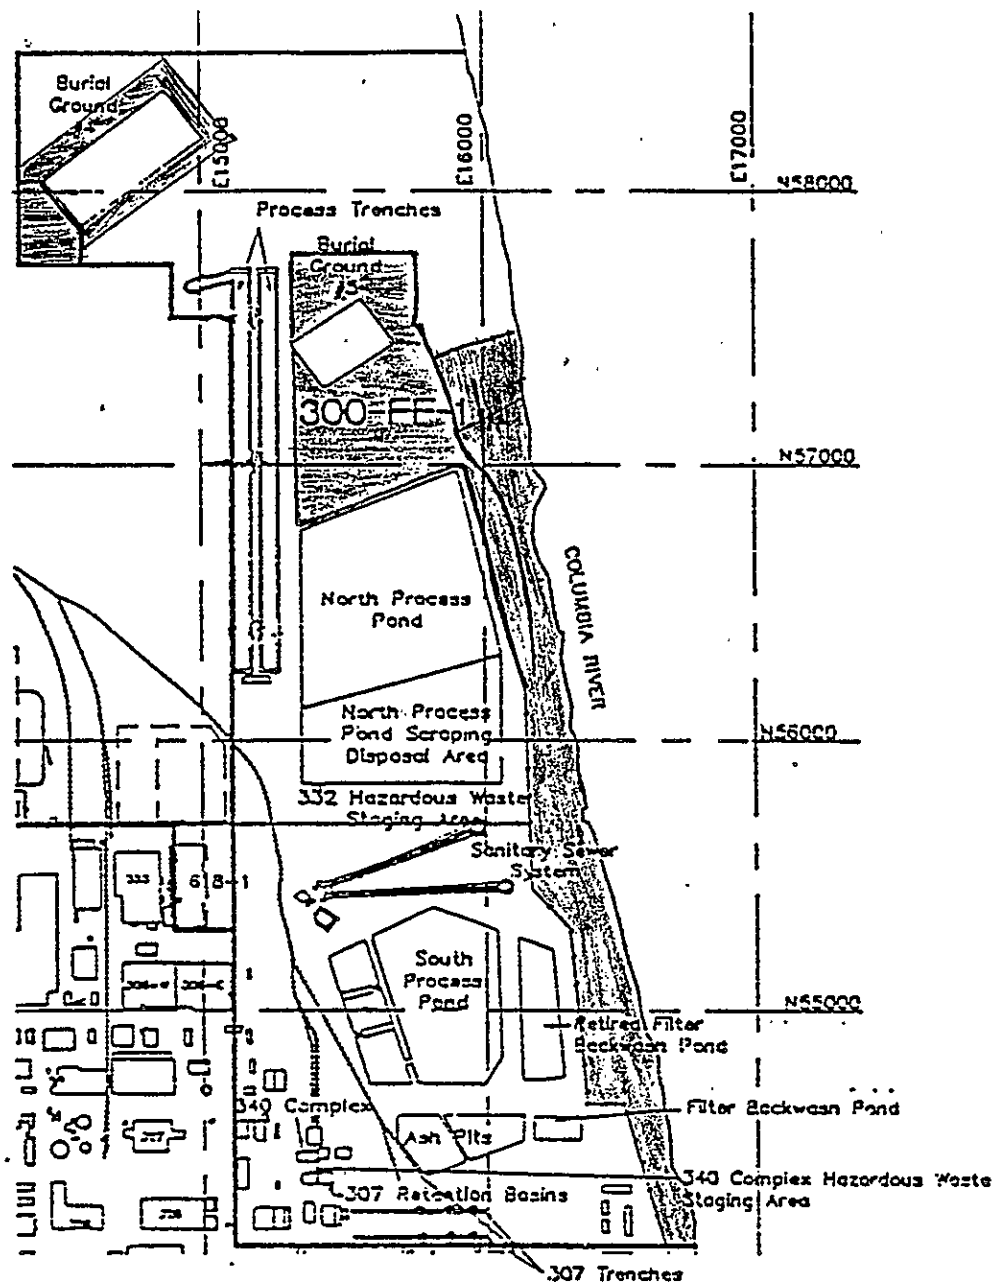 Burial
Ground
E15000
E16000
E17000
N58000
Process Trenches
Burial
Ground
300-FF-1
N57000
COLUMBIA RIVER
North Process
Pond
North Process
Pond Scraping
Disposal Area
N56000
332 Hazardous Waste
Staging Area
Sanitary Sewer
System
333
618-1
South
Process
Pond
N55000
Retired Filter
Backwash Pond
340 Complex
Filter Backwash Pond
Ash Pits
340 Complex Hazardous Waste
Staging Area
307 Retention Basins
307 Trenches